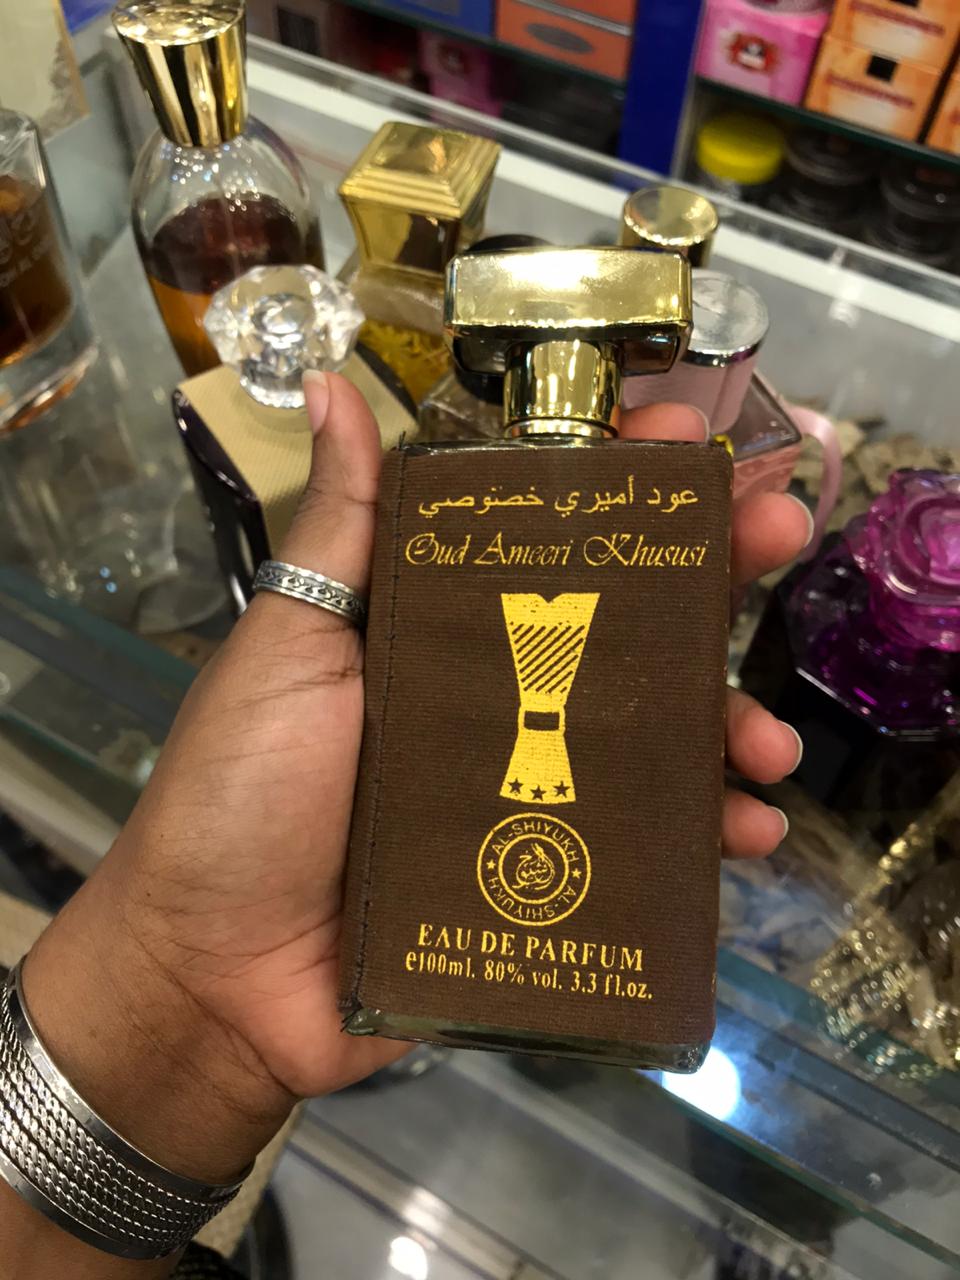 عود أميري خصوصي
Oud Ameeri Khususi
AL-SHIYUKH
AL-SHIYUKH
EAU DE PARFUM
e100ml. 80% vol. 3.3 fl.oz.